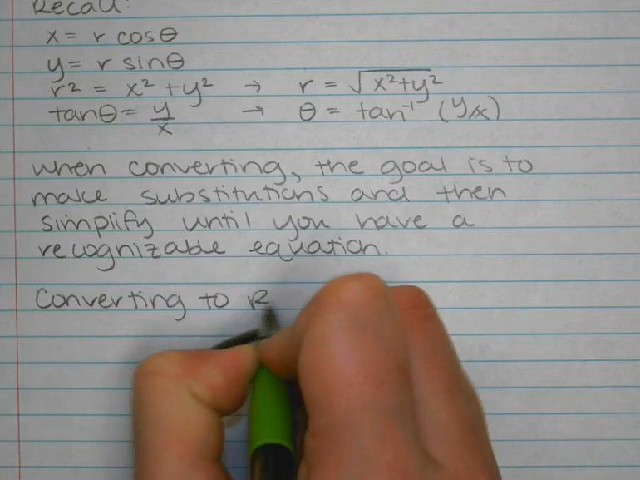 Recall:
x = r cosθ
y = r sinθ
r² = x² + y² → r = √x²+y²
tanθ = y/x → θ = tan⁻¹ (y/x)
when converting, the goal is to
make substitutions and then
simplify until you have a
recognizable equation.
Converting to R